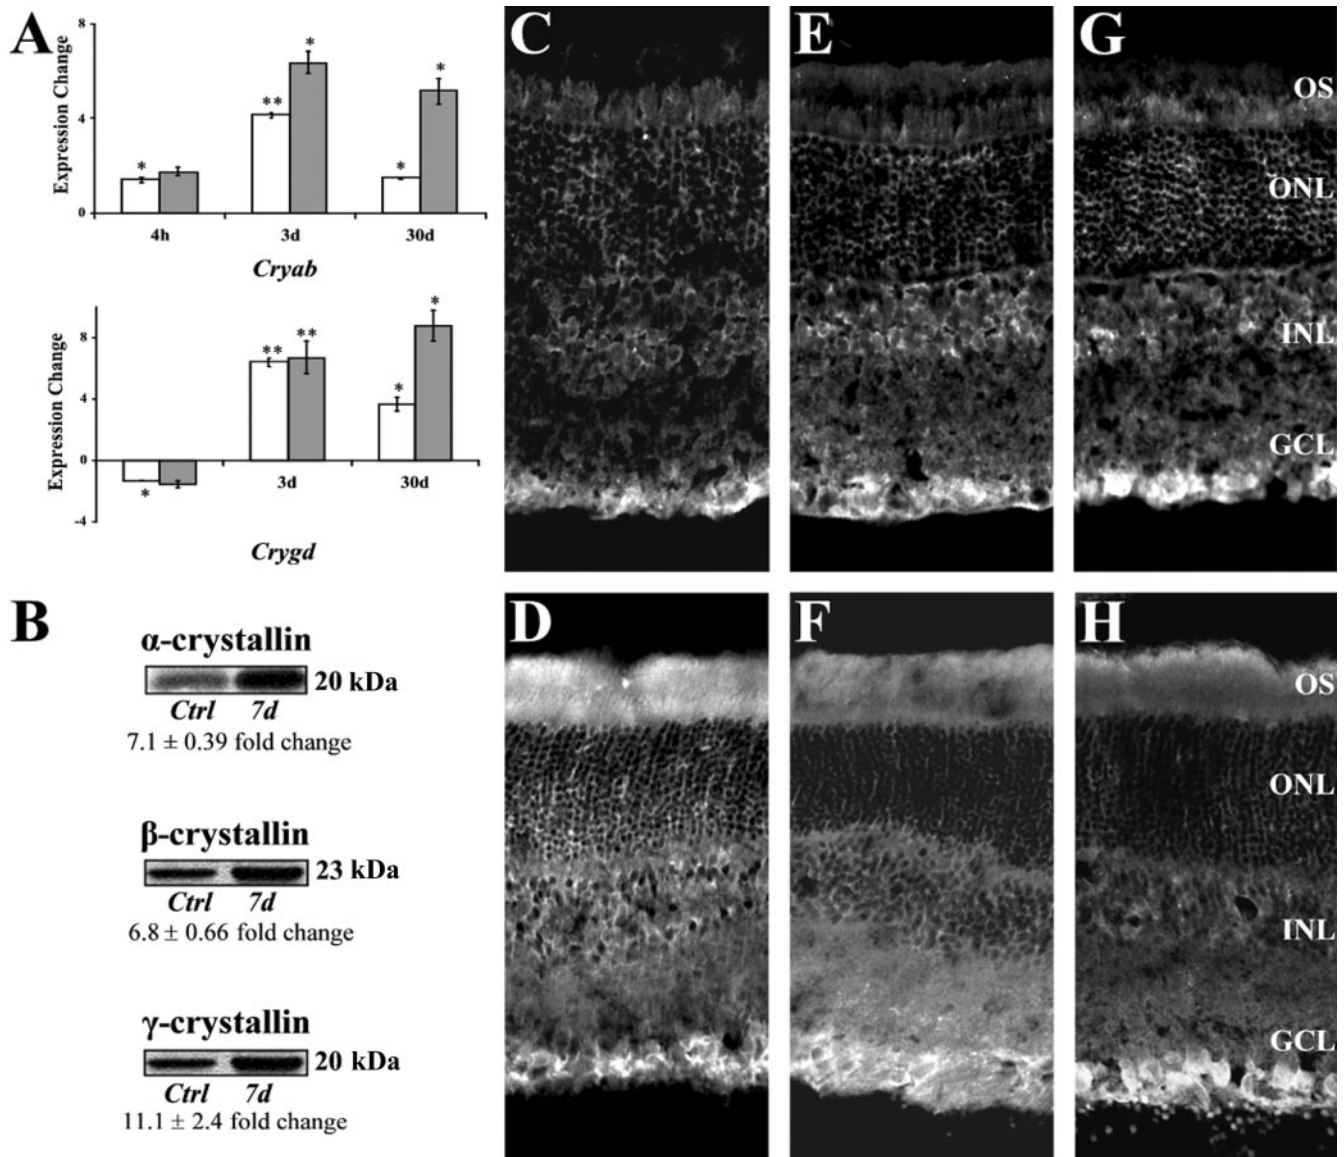 A
8
4
0
Expression Change
*
**
*
*
*
4h
3d
30d
Cryab
8
4
0
-4
Expression Change
*
**
**
*
*
3d
30d
Crygd
B
α-crystallin
20 kDa
Ctrl 7d
7.1 ± 0.39 fold change
β-crystallin
23 kDa
Ctrl 7d
6.8 ± 0.66 fold change
γ-crystallin
20 kDa
Ctrl 7d
11.1 ± 2.4 fold change
C
E
G
OS
ONL
INL
GCL
D
F
H
OS
ONL
INL
GCL